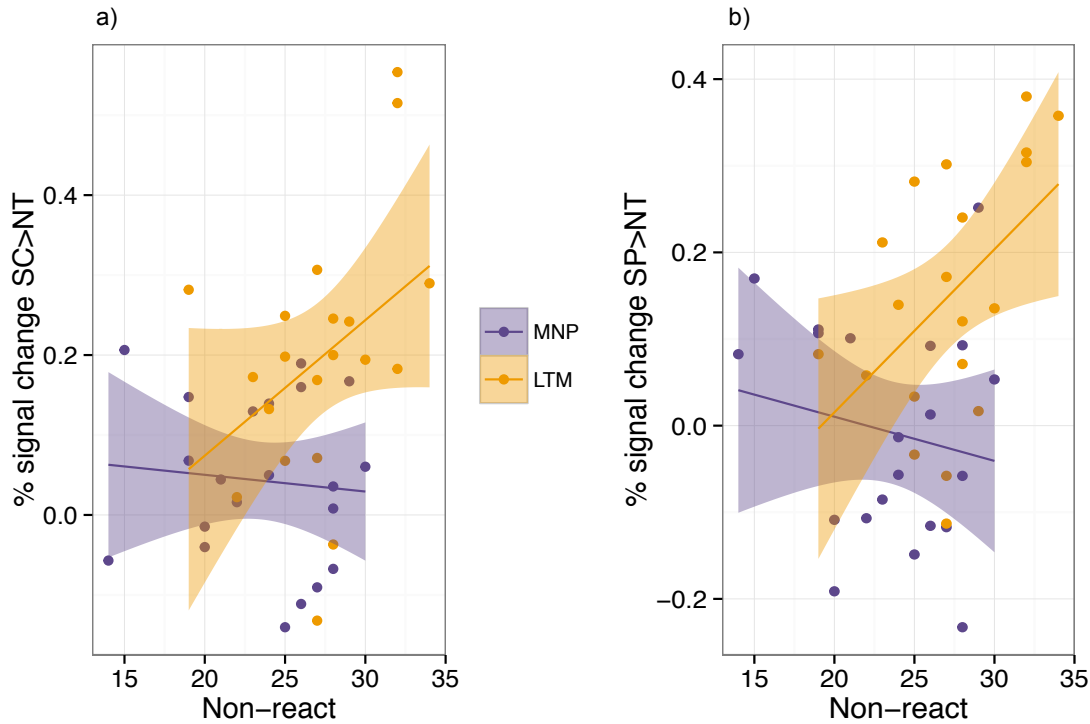 a)
% signal change SC>NT
0.4
0.2
0.0
15 20 25 30 35
Non−react
MNP
LTM
b)
% signal change SP>NT
0.4
0.2
0.0
−0.2
15 20 25 30 35
Non−react